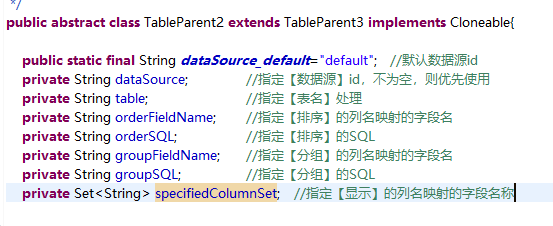 */
public abstract class TableParent2 extends TableParent3 implements Cloneable{
public static final String dataSource_default="default"; //默认数据源id
private String dataSource; //指定【数据源】id，不为空，则优先使用
private String table; //指定【表名】处理
private String orderFieldName; //指定【排序】的列名映射的字段名
private String orderSQL; //指定【排序】的SQL
private String groupFieldName; //指定【分组】的列名映射的字段名
private String groupSQL; //指定【分组】的SQL
private Set<String> specifiedColumnSet; //指定【显示】的列名映射的字段名称